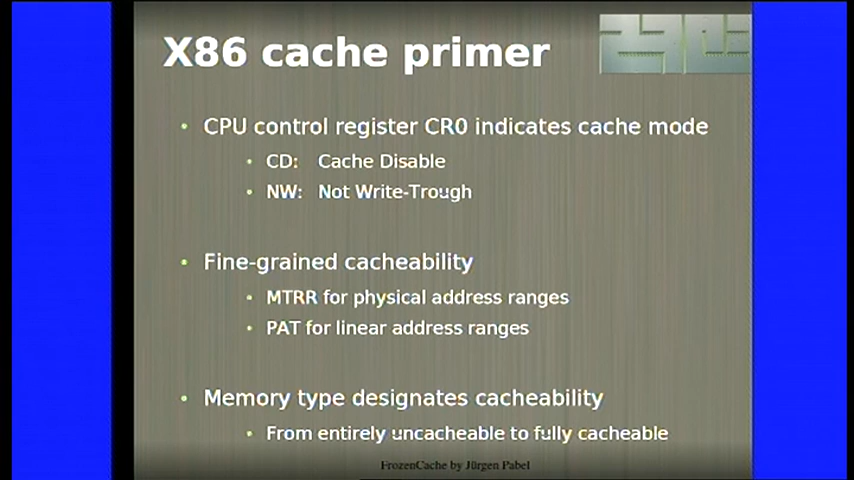 X86 cache primer
• CPU control register CR0 indicates cache mode
• CD: Cache Disable
• NW: Not Write-Trough
• Fine-grained cacheability
• MTRR for physical address ranges
• PAT for linear address ranges
• Memory type designates cacheability
• From entirely uncacheable to fully cacheable
FrozenCache by Jürgen Pabel